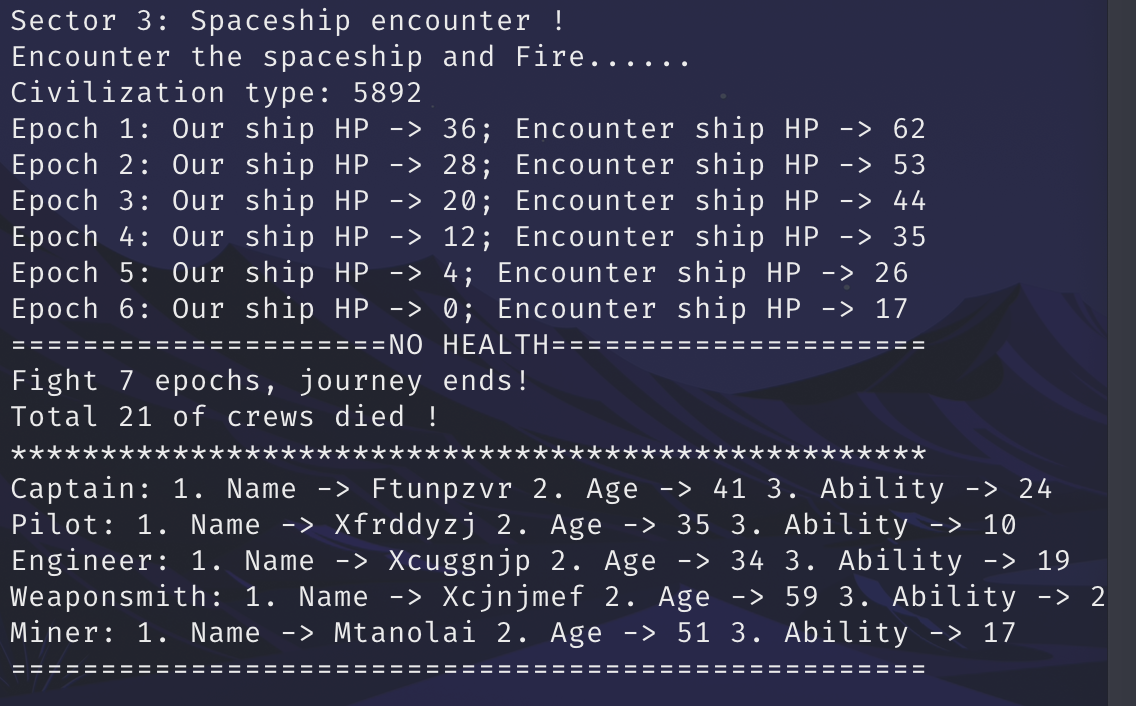 Sector 3: Spaceship encounter !
Encounter the spaceship and Fire......
Civilization type: 5892
Epoch 1: Our ship HP -> 36; Encounter ship HP -> 62
Epoch 2: Our ship HP -> 28; Encounter ship HP -> 53
Epoch 3: Our ship HP -> 20; Encounter ship HP -> 44
Epoch 4: Our ship HP -> 12; Encounter ship HP -> 35
Epoch 5: Our ship HP -> 4; Encounter ship HP -> 26
Epoch 6: Our ship HP -> 0; Encounter ship HP -> 17
=====================NO HEALTH=====================
Fight 7 epochs, journey ends!
Total 21 of crews died !
***************************************************
Captain: 1. Name -> Ftunpzvr 2. Age -> 41 3. Ability -> 24
Pilot: 1. Name -> Xfrddyzj 2. Age -> 35 3. Ability -> 10
Engineer: 1. Name -> Xcuggnjp 2. Age -> 34 3. Ability -> 19
Weaponsmith: 1. Name -> Xcjnjmef 2. Age -> 59 3. Ability -> 2
Miner: 1. Name -> Mtanolai 2. Age -> 51 3. Ability -> 17
===================================================